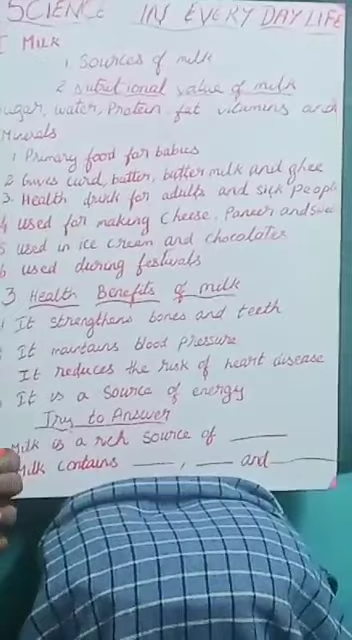 SCIENCE IN EVERY DAY LIFE
I Milk
1 Sources of milk
2 nutritional value of milk
sugar, water, Protein, fat vitamins and
Minerals
1 Primary food for babies
2 Gives curd, butter, butter milk and ghee
3. Health drink for adults and sick people
4 used for making cheese, Paneer and
5 used in ice cream and chocolates
6 used during festivals
3 Health Benefits of milk
It strengthens bones and teeth
It maintains blood pressure
It reduces the risk of heart disease
It is a source of energy
Try to Answer
Milk is a rich source of ______
Milk contains ____, ____ and ______